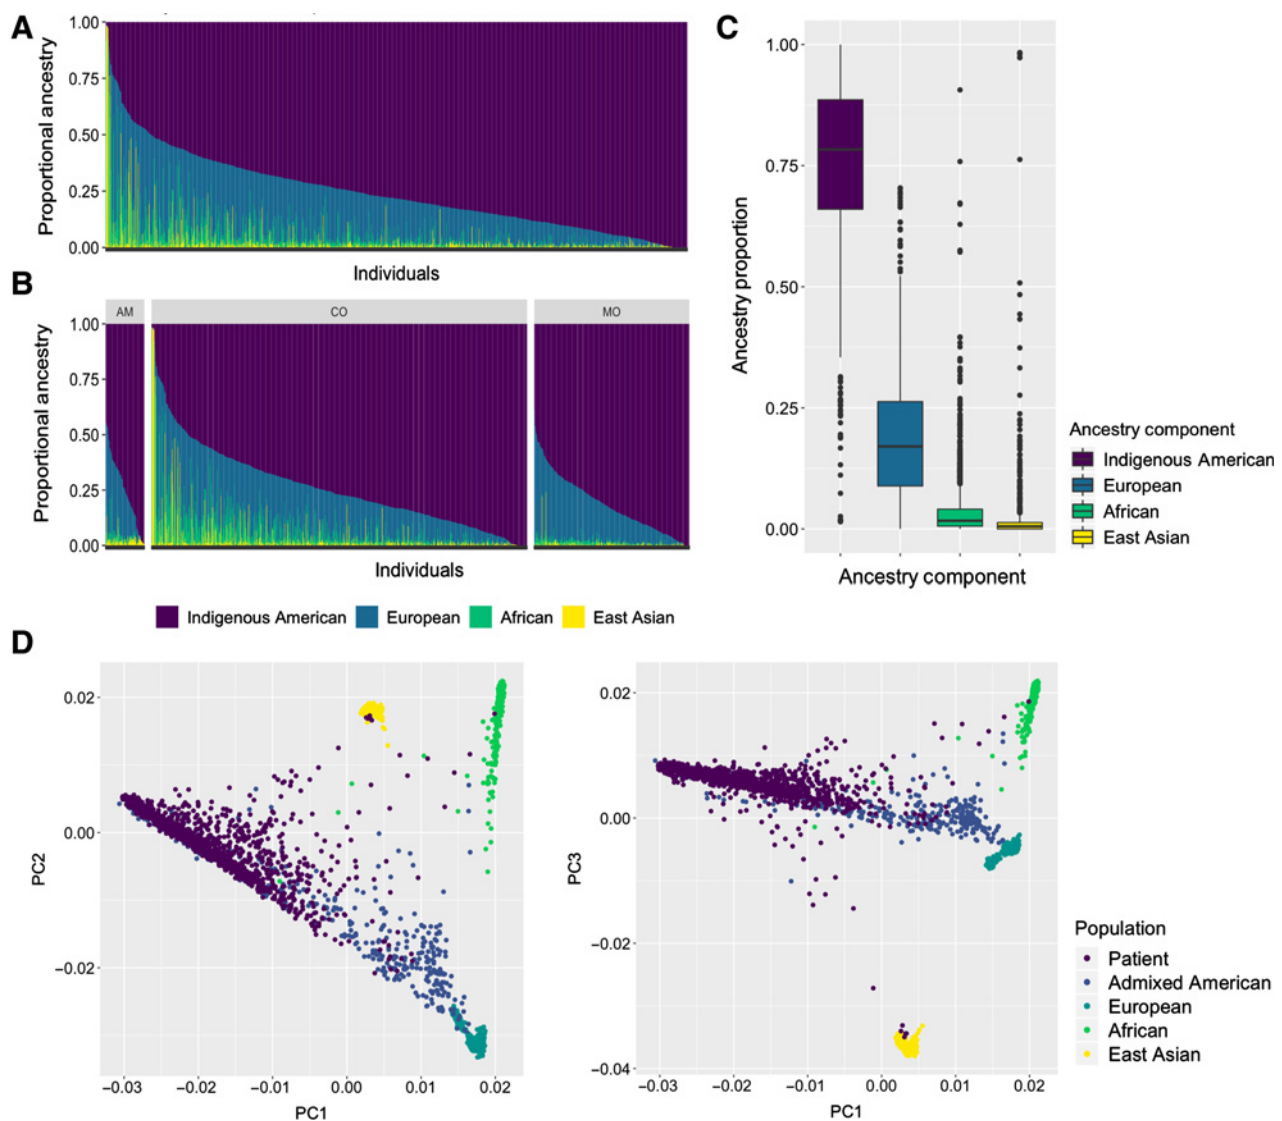 A
1.00
0.75
0.50
0.25
0.00
Proportional ancestry
Individuals
B
AM
CO
MO
1.00
0.75
0.50
0.25
0.00
Proportional ancestry
Individuals
Indigenous American
European
African
East Asian
C
1.00
0.75
0.50
0.25
0.00
Ancestry proportion
Ancestry component
Ancestry component
Indigenous American
European
African
East Asian
D
0.02
0.00
−0.02
PC2
−0.03
−0.02
−0.01
0.00
0.01
0.02
PC1
0.02
0.00
−0.02
−0.04
PC3
−0.03
−0.02
−0.01
0.00
0.01
0.02
PC1
Population
Patient
Admixed American
European
African
East Asian